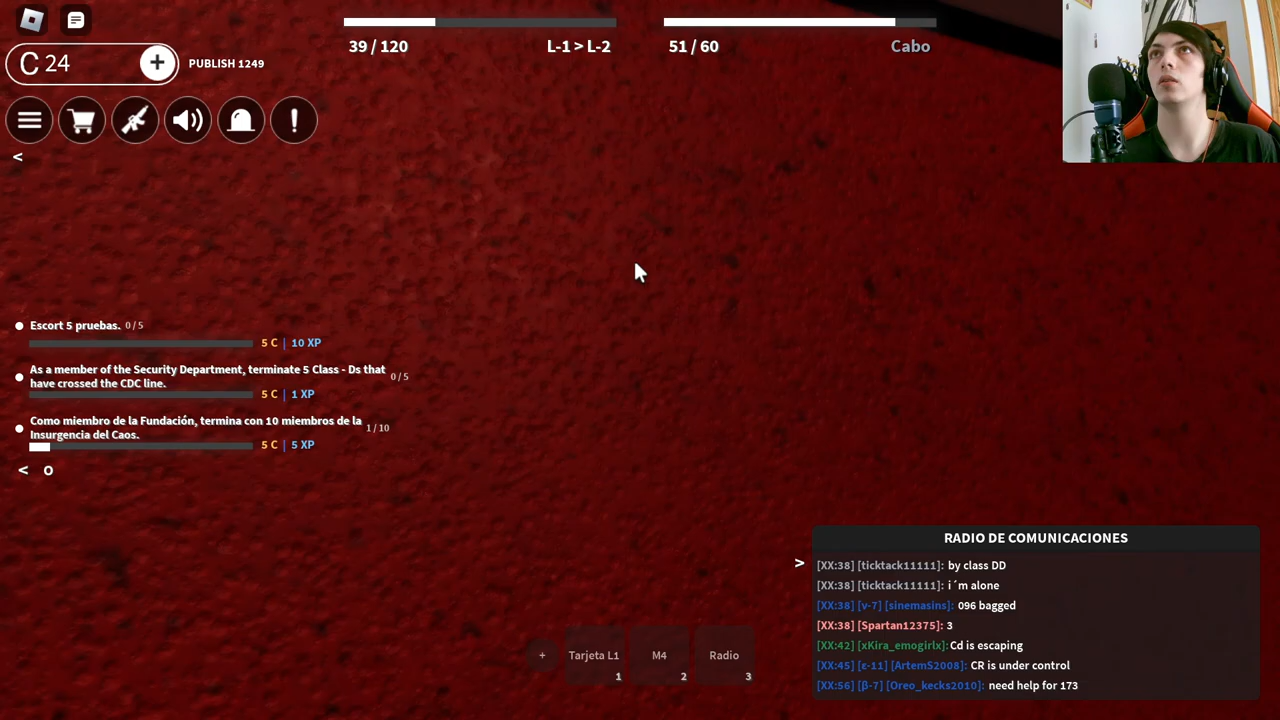 39 / 120 L-1 > L-2 51 / 60 Cabo
C 24 + PUBLISH 1249
<
Escort 5 pruebas. 0 / 5
5 C | 10 XP
As a member of the Security Department, terminate 5 Class - Ds that
have crossed the CDC line. 0 / 5
5 C | 1 XP
Como miembro de la Fundación, termina con 10 miembros de la
Insurgencia del Caos. 1 / 10
5 C | 5 XP
< O
RADIO DE COMUNICACIONES
>
[XX:38] [ticktack11111]: by class DD
[XX:38] [ticktack11111]: i´m alone
[XX:38] [v-7] [sinemasins]: 096 bagged
[XX:38] [Spartan12375]: 3
[XX:42] [xKira_emogirlx]: Cd is escaping
[XX:45] [ε-11] [ArtemS2008]: CR is under control
[XX:56] [β-7] [Oreo_kecks2010]: need help for 173
+ Tarjeta L1 M4 Radio
1 2 3